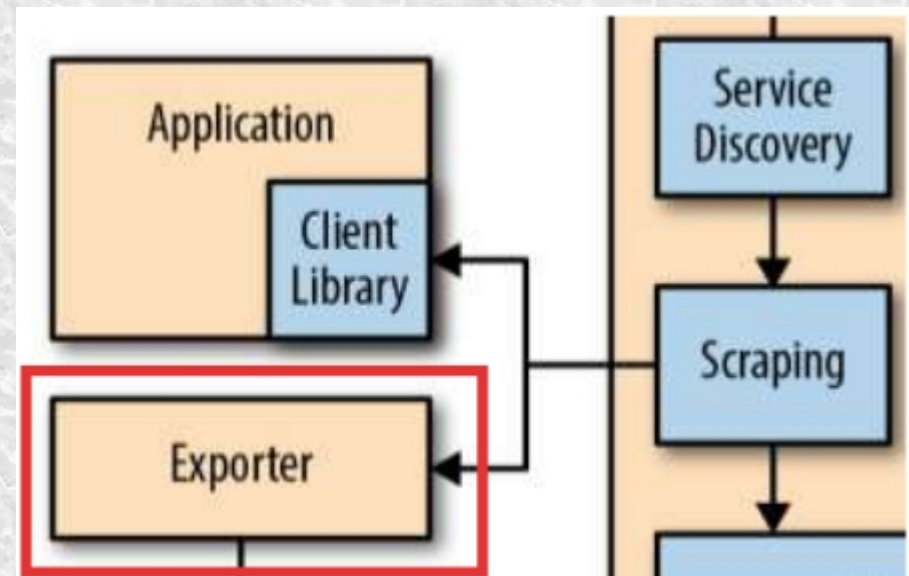 Application
Client
Library
Exporter
Service
Discovery
Scraping